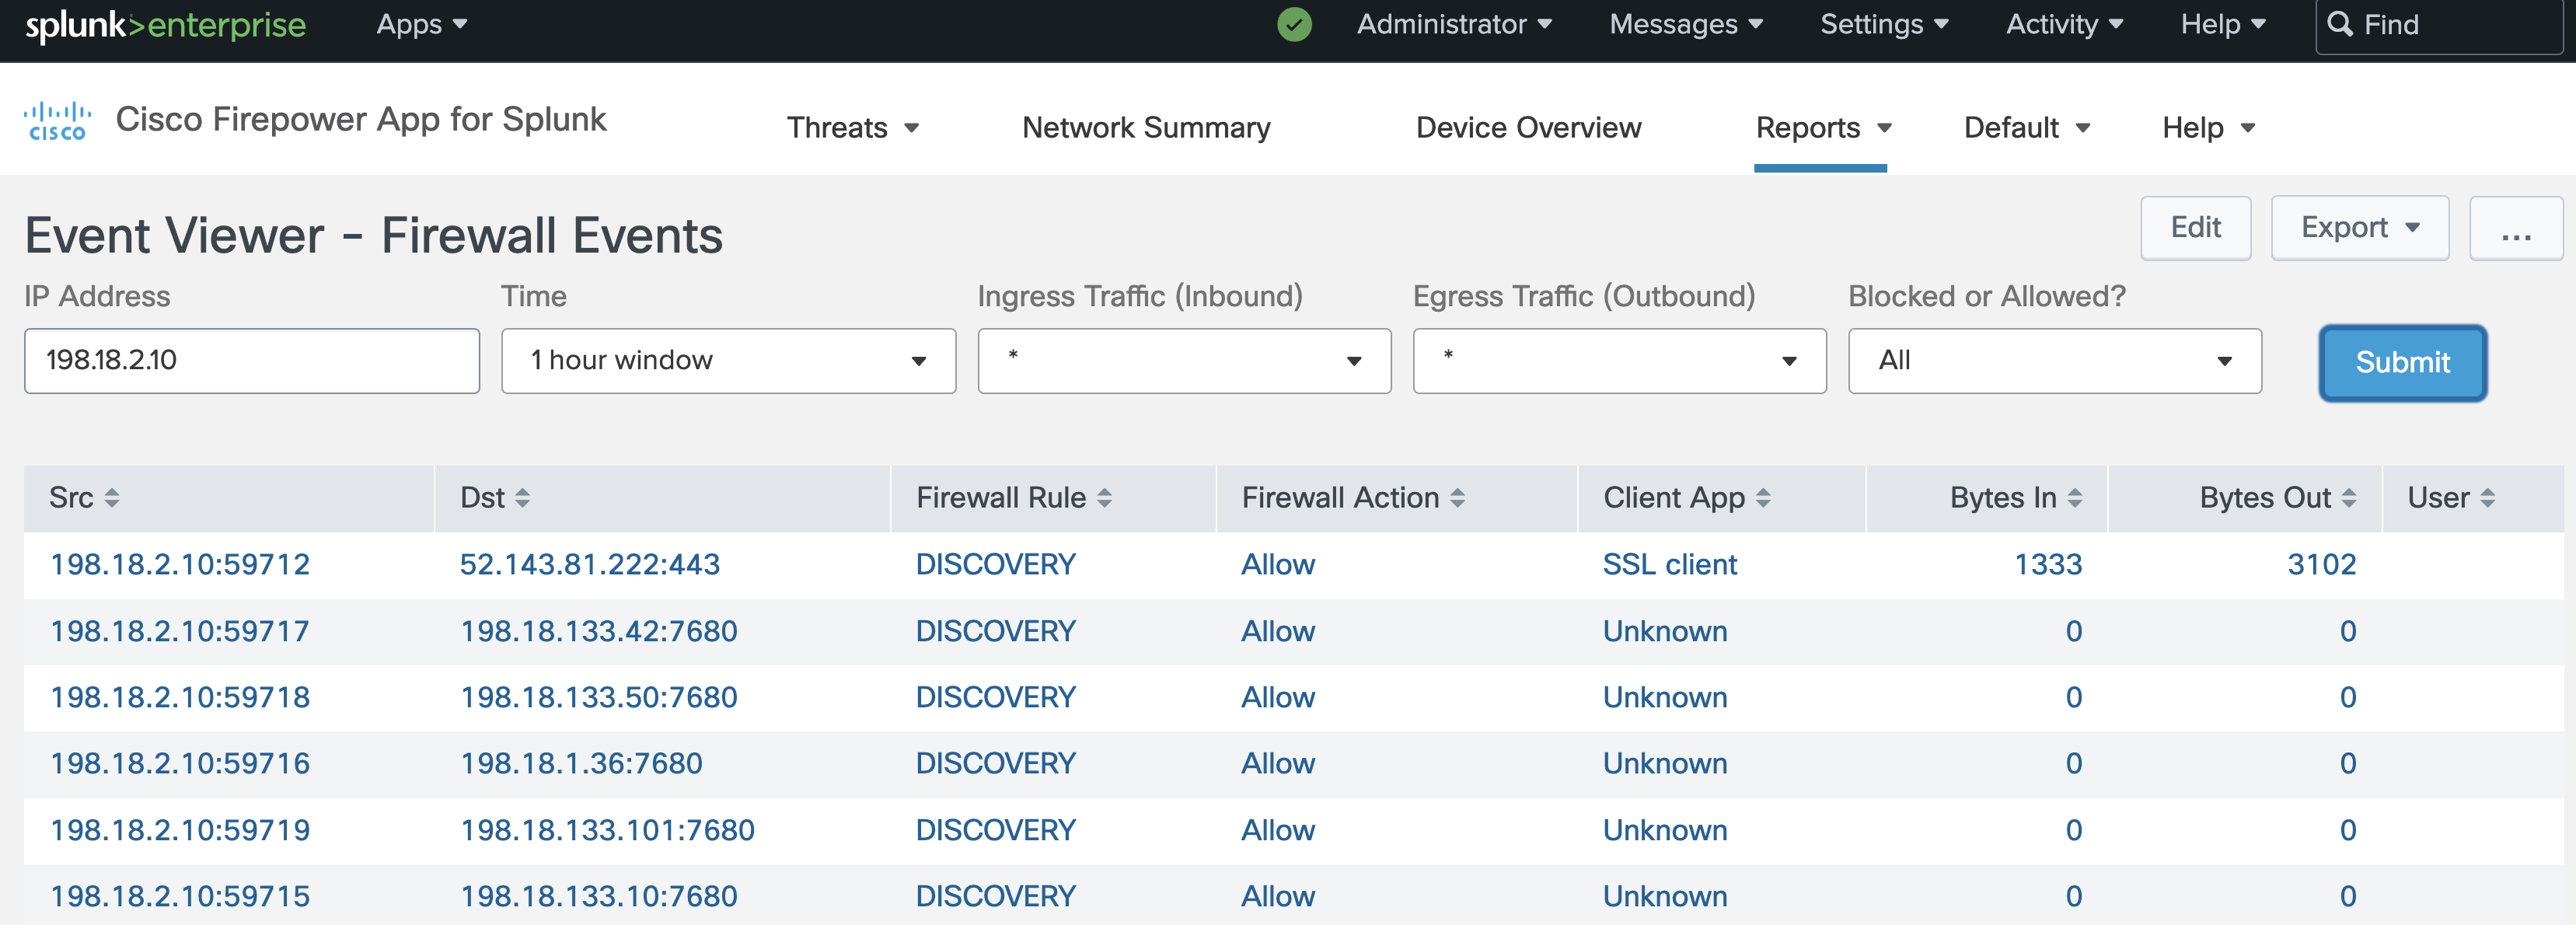 splunk>enterprise Apps Administrator Messages Settings Activity Help Find
CISCO Cisco Firepower App for Splunk Threats Network Summary Device Overview Reports Default Help
Event Viewer - Firewall Events Edit Export ...
IP Address Time Ingress Traffic (Inbound) Egress Traffic (Outbound) Blocked or Allowed?
198.18.2.10 1 hour window * * All Submit
Src Dst Firewall Rule Firewall Action Client App Bytes In Bytes Out User
198.18.2.10:59712 52.143.81.222:443 DISCOVERY Allow SSL client 1333 3102
198.18.2.10:59717 198.18.133.42:7680 DISCOVERY Allow Unknown 0 0
198.18.2.10:59718 198.18.133.50:7680 DISCOVERY Allow Unknown 0 0
198.18.2.10:59716 198.18.1.36:7680 DISCOVERY Allow Unknown 0 0
198.18.2.10:59719 198.18.133.101:7680 DISCOVERY Allow Unknown 0 0
198.18.2.10:59715 198.18.133.10:7680 DISCOVERY Allow Unknown 0 0